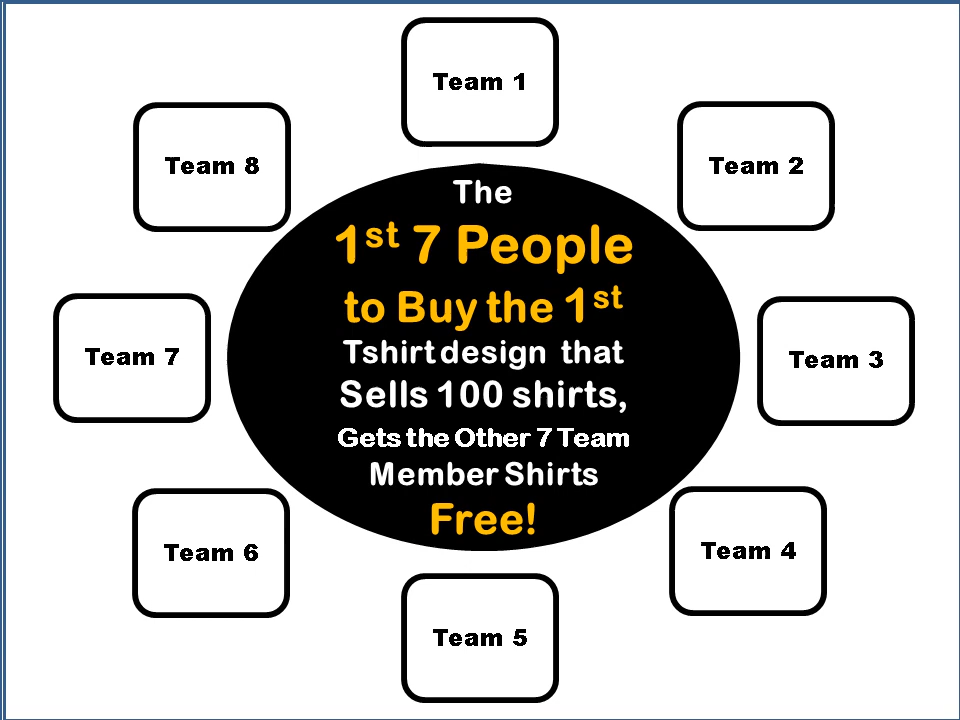 Team 1
Team 8
Team 2
The
1st 7 People
to Buy the 1st
Tshirt design that
Sells 100 shirts,
Gets the Other 7 Team
Member Shirts
Free!
Team 7
Team 3
Team 6
Team 4
Team 5